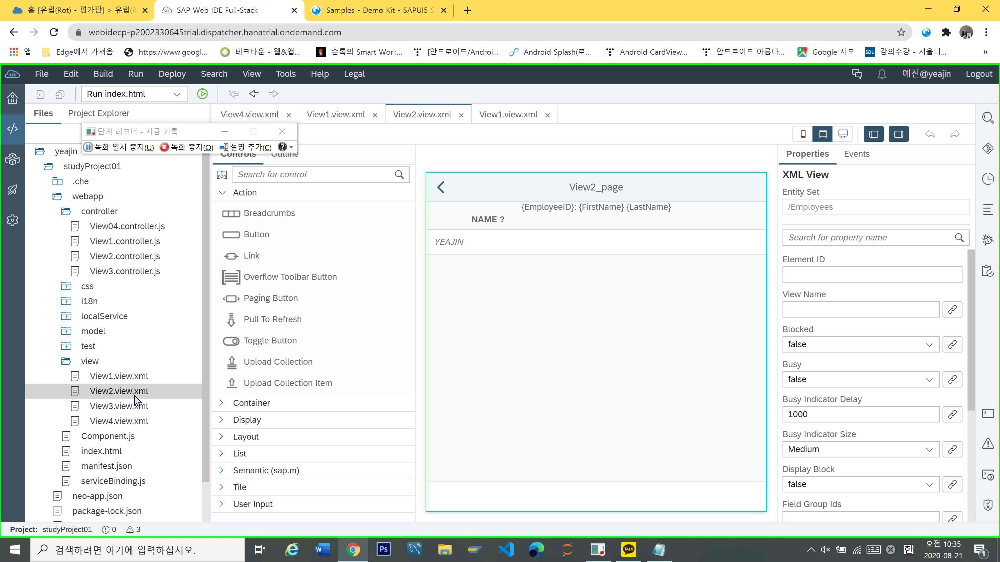 홈 [유럽(Rot) - 평가판] > 유럽(R
SAP Web IDE Full-Stack
Samples - Demo Kit - SAPUI5 S
webidecp-p2002330645trial.dispatcher.hanatrial.ondemand.com
앱
Edge에서 가져옴
https://www.googl...
테크타운 - 웹&앱...
순록의 Smart Worl:...
[안드로이드/Androi...
Android Splash(로...
Android CardView...
안드로이드 아름다...
Google 지도
SDU
강의수강 - 서울디...
»
File Edit Build Run Deploy Search View Tools Help Legal
예진@yeajin
Logout
Run index.html
Files
Project Explorer
View4.view.xml
View1.view.xml
View2.view.xml
View1.view.xml
단계 레코더 - 지금 기록
녹화 일시 중지(U)
녹화 중지(O)
설명 추가(C)
yeajin
studyProject01
.che
webapp
controller
View04.controller.js
View1.controller.js
View2.controller.js
View3.controller.js
css
i18n
localService
model
test
view
View1.view.xml
View2.view.xml
View3.view.xml
View4.view.xml
Component.js
index.html
manifest.json
serviceBinding.js
neo-app.json
package-lock.json
Controls
Outline
Search for control
Action
Breadcrumbs
Button
Link
Overflow Toolbar Button
Paging Button
Pull To Refresh
Toggle Button
Upload Collection
Upload Collection Item
Container
Display
Layout
List
Semantic (sap.m)
Tile
User Input
View2_page
{EmployeeID}: {FirstName} {LastName}
NAME ?
YEAJIN
Properties
Events
XML View
Entity Set
/Employees
Search for property name
Element ID
View Name
Blocked
false
Busy
false
Busy Indicator Delay
1000
Busy Indicator Size
Medium
Display Block
false
Field Group Ids
Project: studyProject01
0
3
검색하려면 여기에 입력하십시오.
Ps
TALK
한
오전 10:35
2020-08-21
1